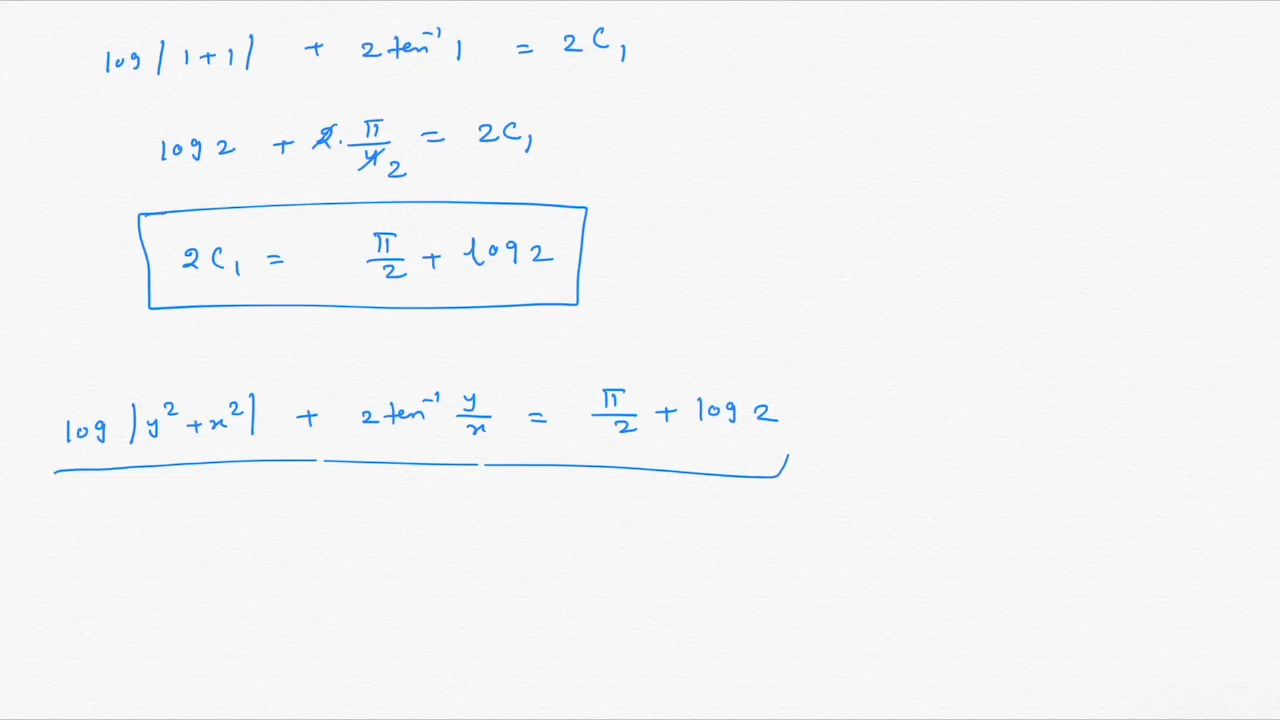 log |1+1| + 2 tan⁻¹ 1 = 2C₁
log 2 + 2 · π/4 2 = 2C₁
2C₁ = π/2 + log 2
log |y² + x²| + 2 tan⁻¹ y/x = π/2 + log 2